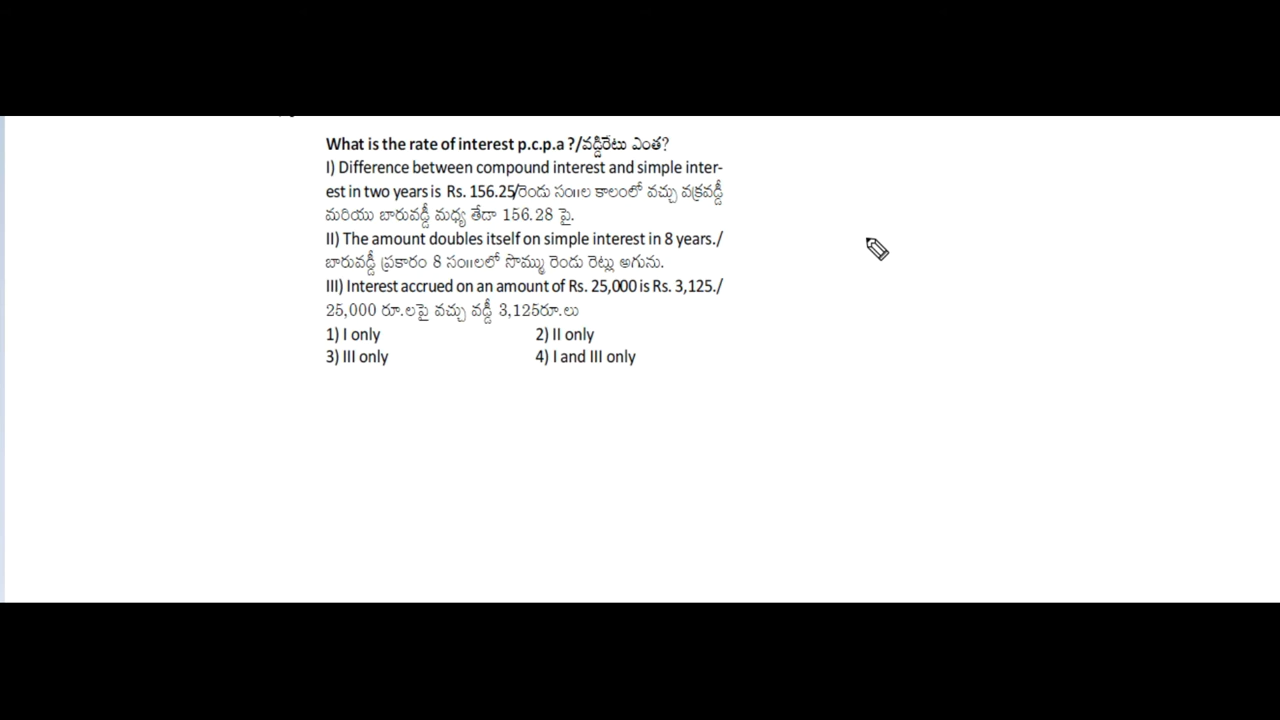 What is the rate of interest p.c.p.a ?/వడ్డీరేటు ఎంత?
I) Difference between compound interest and simple inter-
est in two years is Rs. 156.25/రెండు సం॥ల కాలంలో వచ్చు వక్రవడ్డీ
మరియు బారువడ్డీ మధ్య తేడా 156.28 పై.
II) The amount doubles itself on simple interest in 8 years./
బారువడ్డీ ప్రకారం 8 సం॥లలో సొమ్ము రెండు రెట్లు అగును.
III) Interest accrued on an amount of Rs. 25,000 is Rs. 3,125./
25,000 రూ.లపై వచ్చు వడ్డీ 3,125రూ.లు
1) I only 2) II only
3) III only 4) I and III only